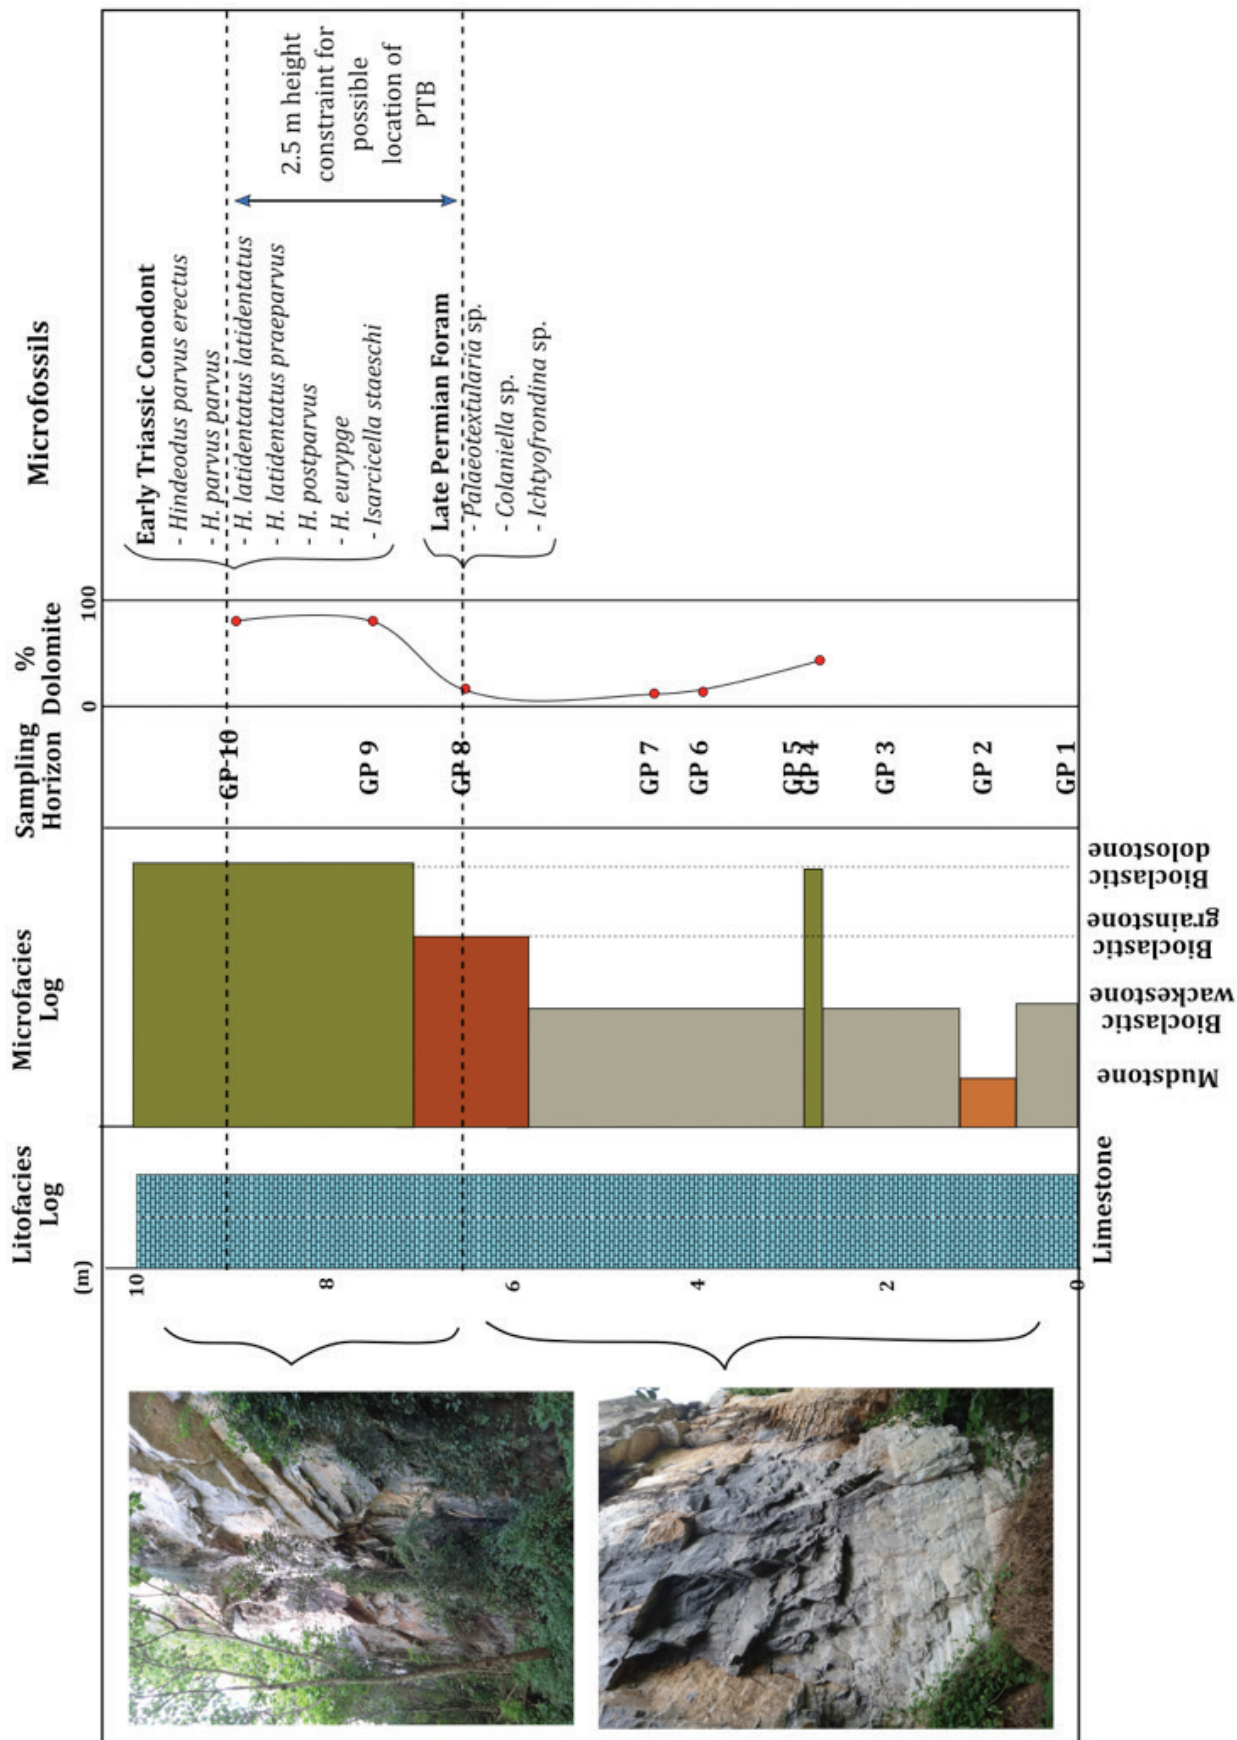 (m)
Litofacies
Log
Microfacies
Log
Sampling
Horizon
%
Dolomite
Microfossils
0
100
10
8
6
4
2
0
GP 10
GP 9
GP 8
GP 7
GP 6
GP 5
GP 4
GP 3
GP 2
GP 1
Early Triassic Conodont
- Hindeodus parvus erectus
- H. parvus parvus
- H. latidentatus latidentatus
- H. latidentatus praeparvus
- H. postparvus
- H. eurypge
- Isarcicella staeschi
Late Permian Foram
- Palaeotextularia sp.
- Colaniella sp.
- Ichtyofrondina sp.
2.5 m height
constraint for
possible
location of
PTB
Limestone
Mudstone
Bioclastic
wackestone
Bioclastic
grainstone
Bioclastic
dolostone